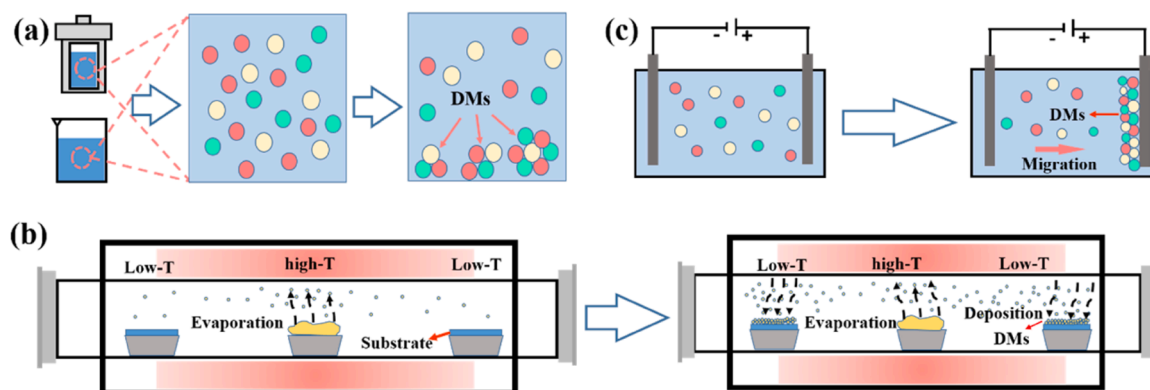 (a)
DMs
(c)
- +
- +
DMs
Migration
(b)
Low-T high-T Low-T
Evaporation
Substrate
Low-T high-T Low-T
Evaporation
Deposition
DMs